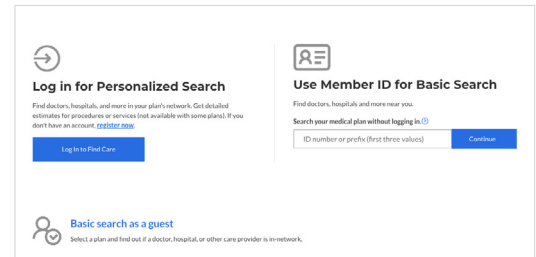 Log in for Personalized Search
Find doctors, hospitals, and more in your plan's network. Get detailed
estimates for procedures or services (not available with some plans). If you
don't have an account, register now.
Log In to Find Care
Use Member ID for Basic Search
Find doctors, hospitals and more near you.
Search your medical plan without logging in.?
ID number or prefix (first three values)
Continue
Basic search as a guest
Select a plan and find out if a doctor, hospital, or other care provider is in-network.